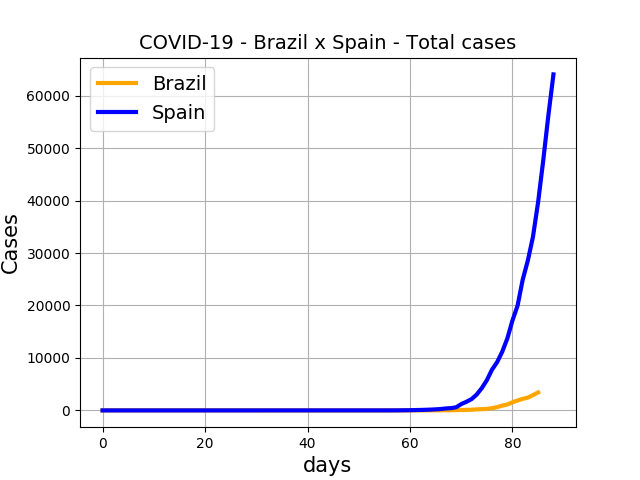 COVID-19 - Brazil x Spain - Total cases
Brazil
Spain
60000
50000
40000
30000
20000
10000
0
Cases
0 20 40 60 80
days